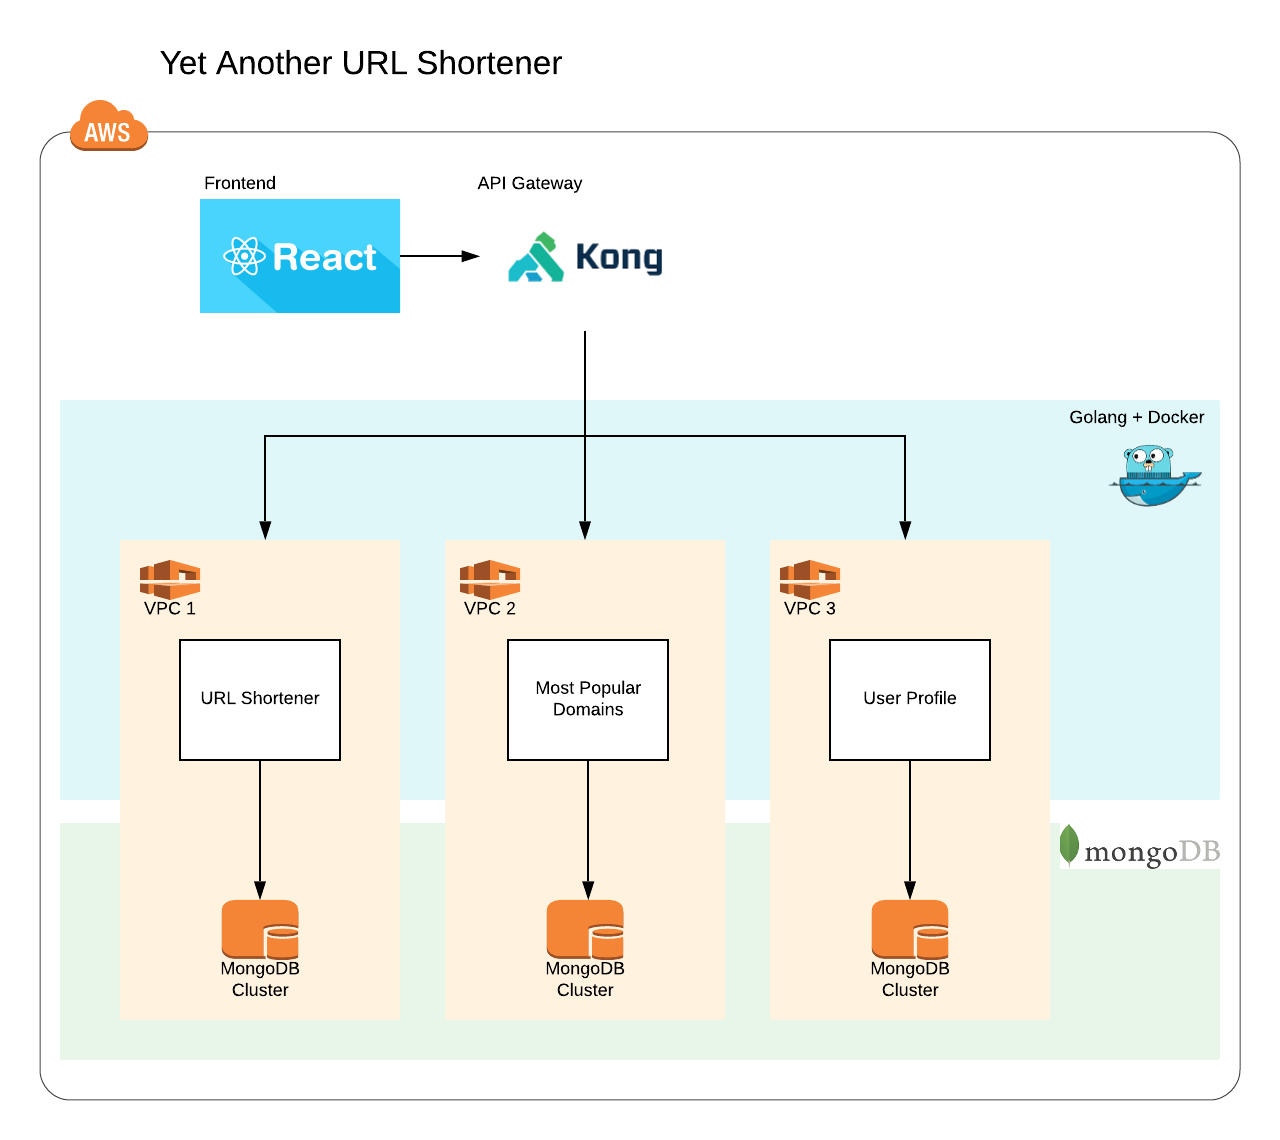 Yet Another URL Shortener
AWS
Frontend
API Gateway
React
Kong
Golang + Docker
VPC 1
VPC 2
VPC 3
URL Shortener
Most Popular
Domains
User Profile
mongoDB
MongoDB
Cluster
MongoDB
Cluster
MongoDB
Cluster